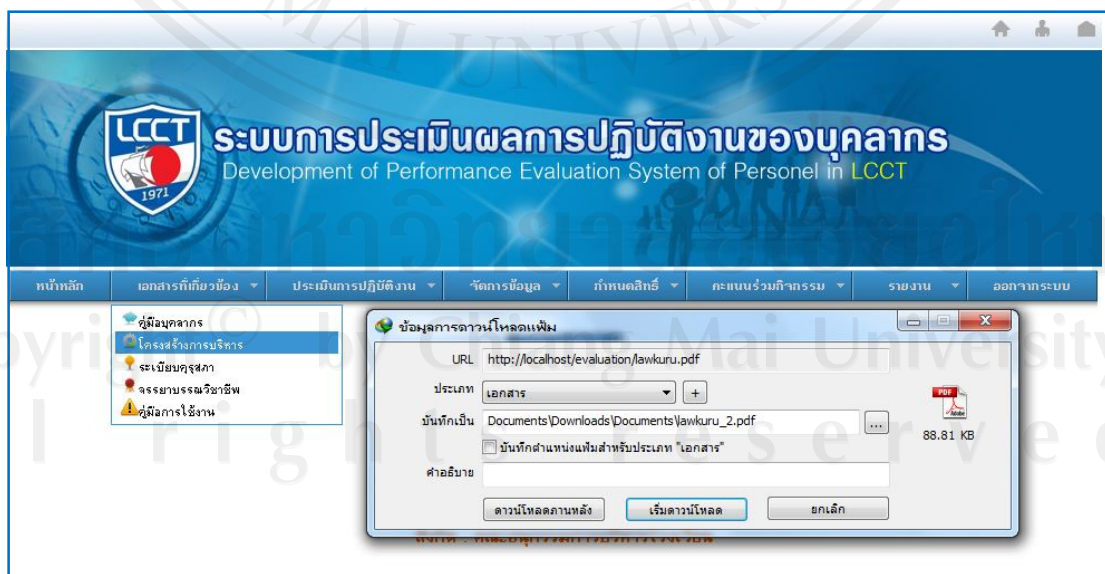 LCCT
1971
ระบบการประเมินผลการปฏิบัติงานของบุคลากร
Development of Performance Evaluation System of Personel in LCCT
หน้าหลัก เอกสารที่เกี่ยวข้อง ประเมินการปฏิบัติงาน จัดการข้อมูล กำหนดสิทธิ์ คะแนนร่วมกิจกรรม รายงาน ออกจากระบบ
คู่มือบุคลากร
โครงสร้างการบริหาร
ระเบียบคุรุสภา
จรรยาบรรณวิชาชีพ
คู่มือการใช้งาน
ข้อมูลการดาวน์โหลดแฟ้ม
URL http://localhost/evaluation/lawkuru.pdf
ประเภท เอกสาร +
บันทึกเป็น Documents\Downloads\Documents\lawkuru_2.pdf ...
บันทึกตำแหน่งแฟ้มสำหรับประเภท "เอกสาร"
คำอธิบาย
PDF
Adobe
88.81 KB
ดาวน์โหลดภายหลัง เริ่มดาวน์โหลด ยกเลิก
Chiang Mai University
rights reserve